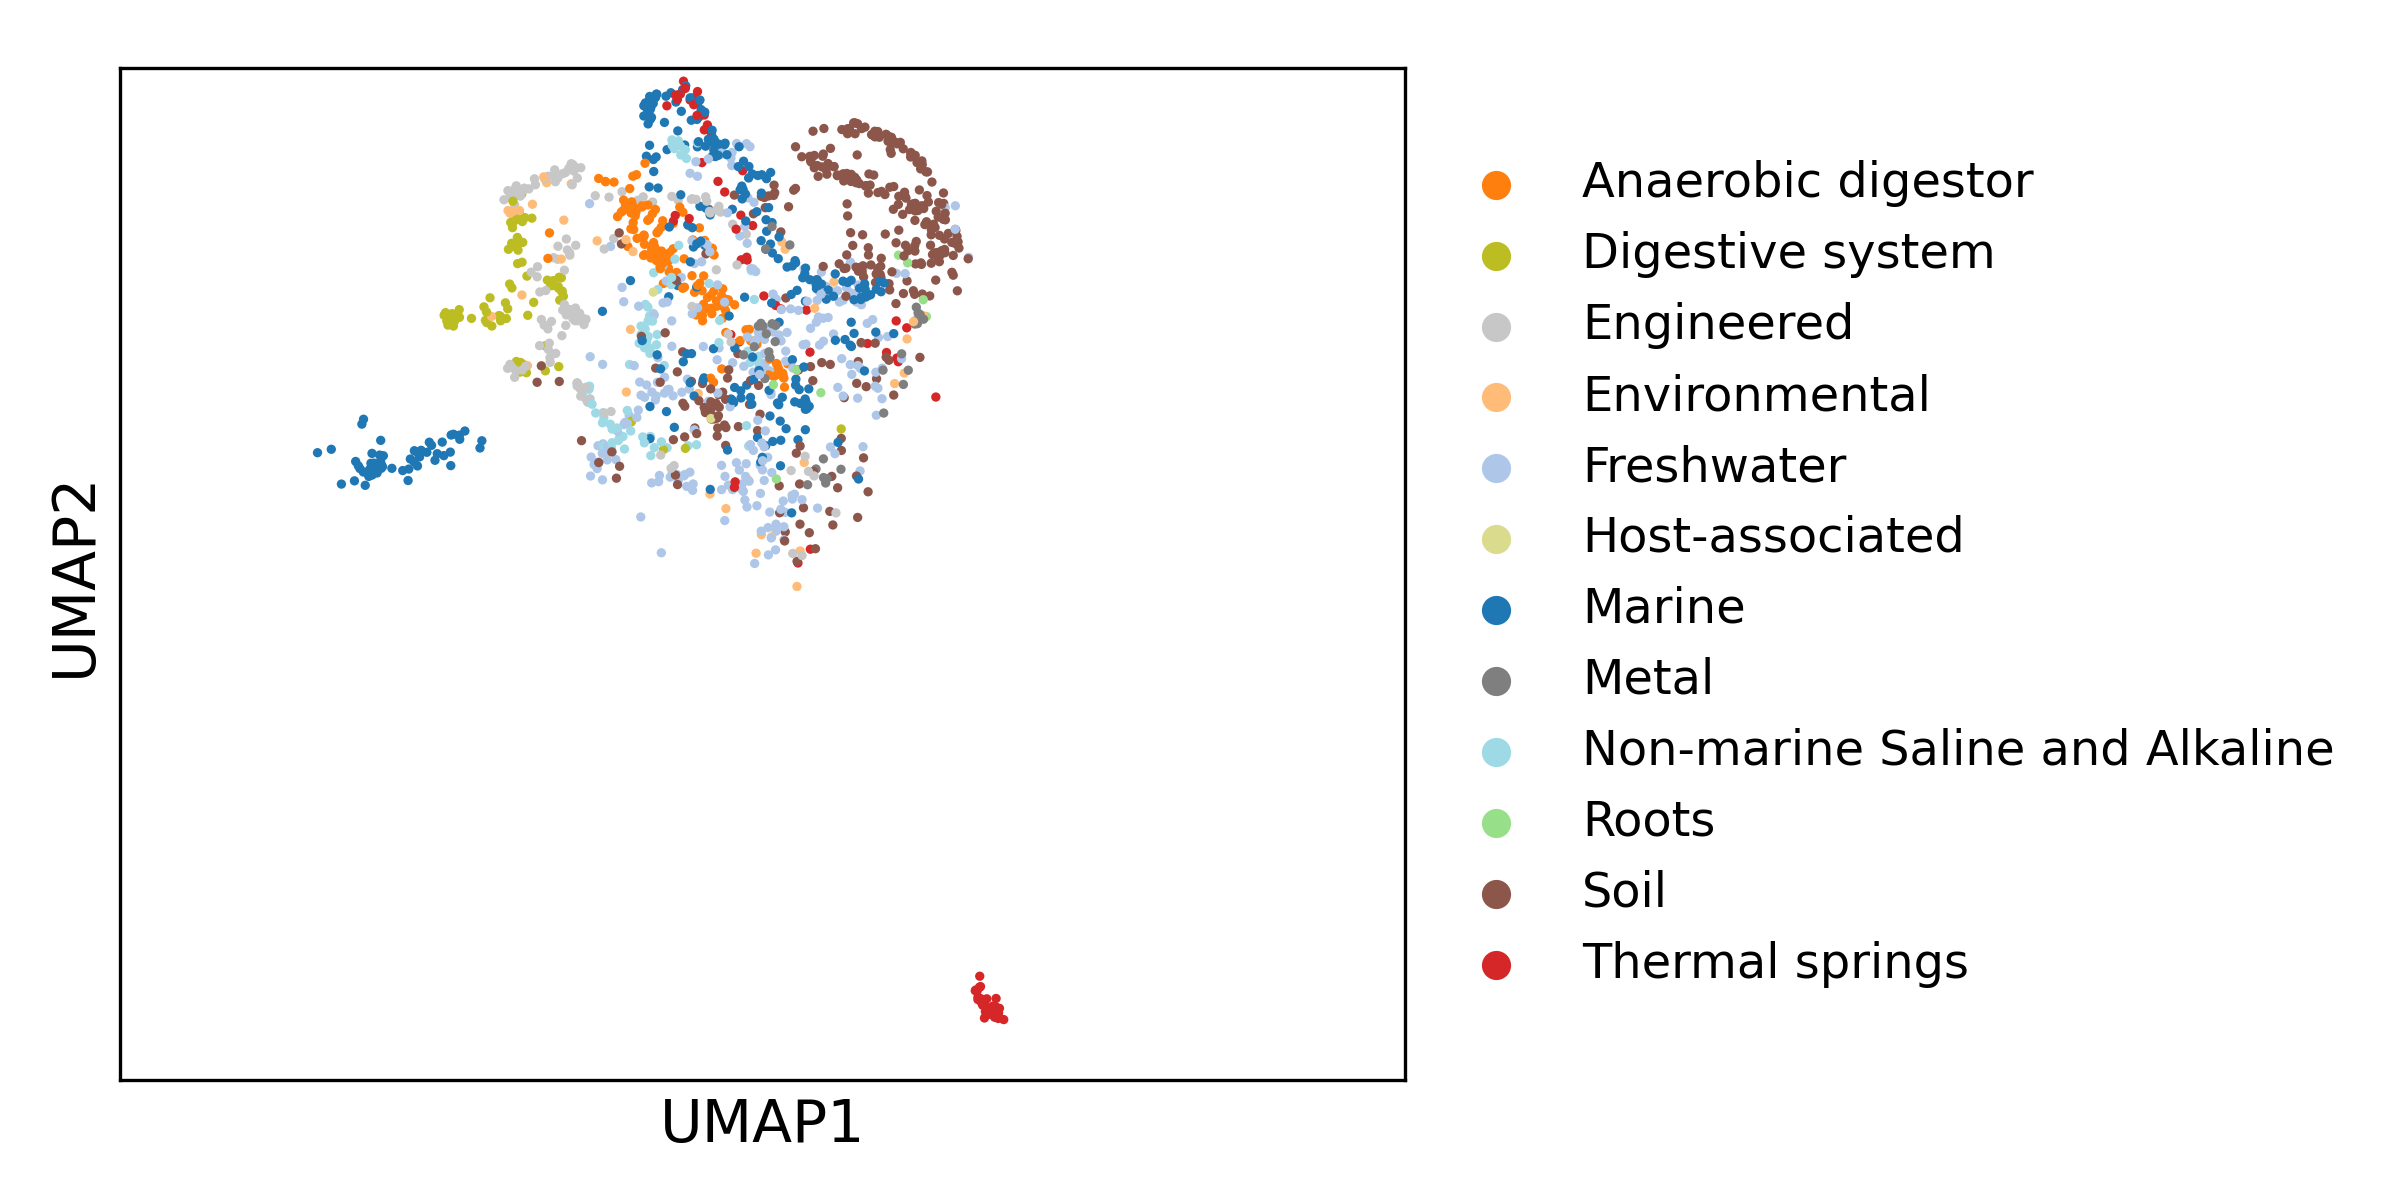 UMAP2
UMAP1
Anaerobic digestor
Digestive system
Engineered
Environmental
Freshwater
Host-associated
Marine
Metal
Non-marine Saline and Alkaline
Roots
Soil
Thermal springs